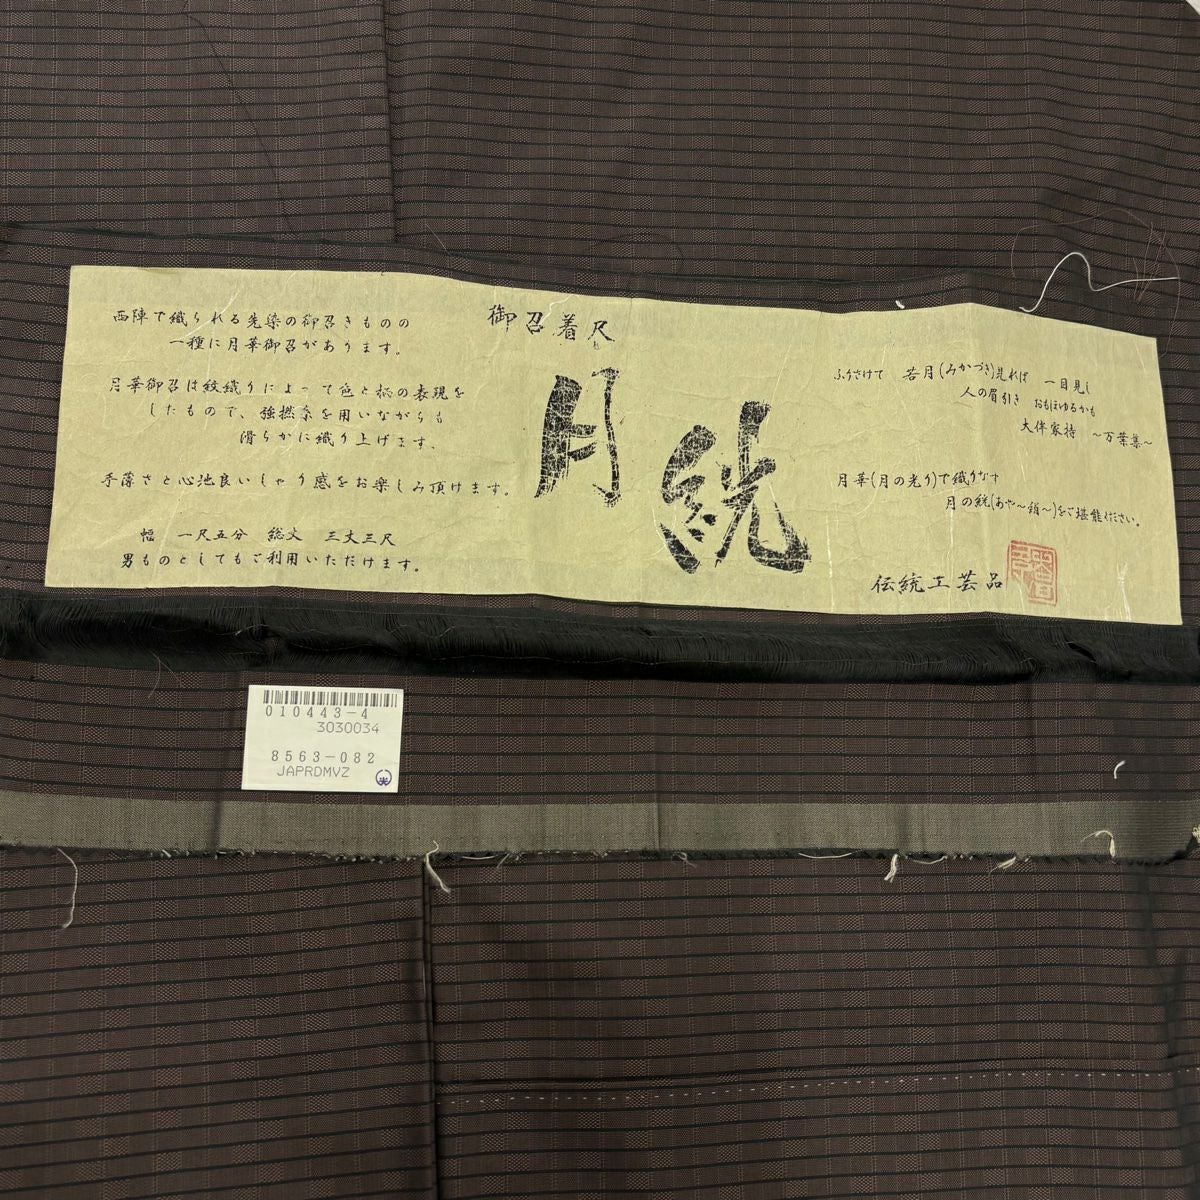 西陣で織られる先染の御召きものの
一種に月華御召があります。
月華御召は絞織りによって色と柄の表現を
したもので、強撚糸を用いながらも
滑らかに織り上げます、
手薄さと心池良いしゃり感をお楽しみ頂けます。
幅 一尺五分 総丈 三丈三尺
男ものとしてもご利用いただけます。
御召着尺
月
絖
ふりさけて 若月(みかづき)見れば 一目見し
人の眉引き おもほゆるかも
大伴家持 ～万葉集～
月華(月の光り)で織りなす
月の絖(あや～絹～)をご堪能ください。
伝統工芸品
010443-4
3030034
8563-082
JAPRDMVZ